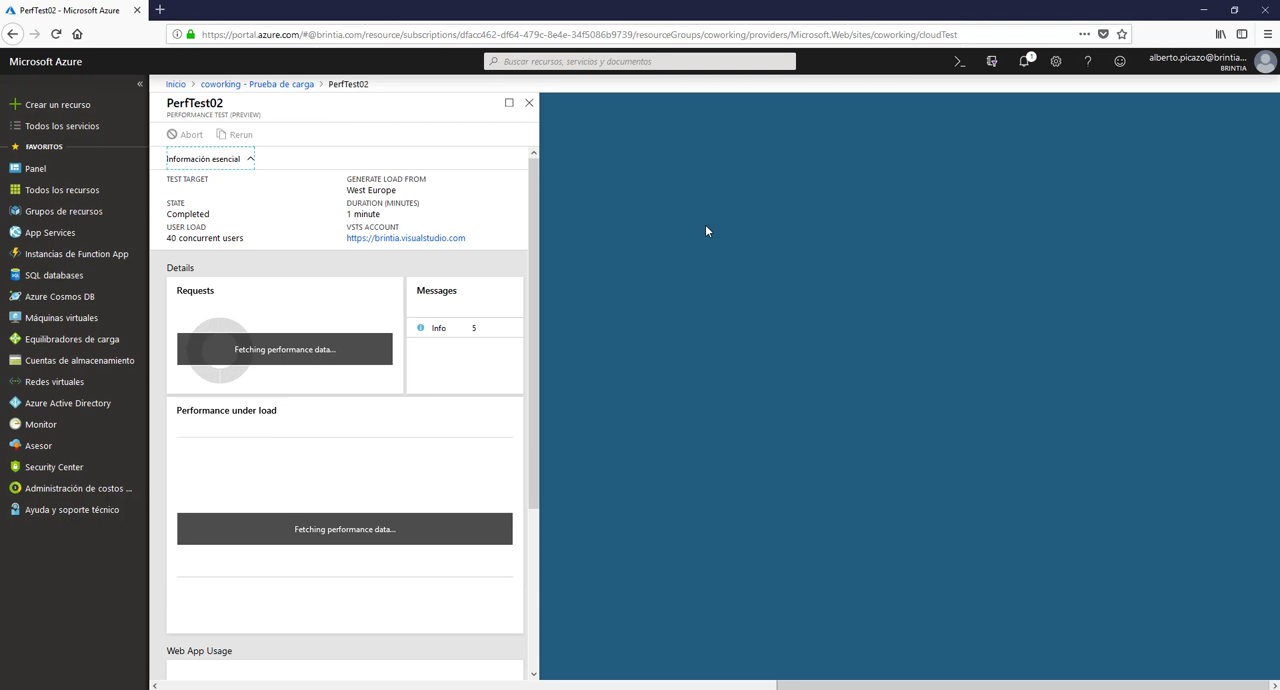 PerfTest02 - Microsoft Azure
https://portal.azure.com/#@brintia.com/resource/subscriptions/dfacc462-df64-479c-8e4e-34f5086b9739/resourceGroups/coworking/providers/Microsoft.Web/sites/coworking/cloudTest
Microsoft Azure
Buscar recursos, servicios y documentos
1
alberto.picazo@brintia...
BRINTIA
Inicio > coworking - Prueba de carga > PerfTest02
Crear un recurso
Todos los servicios
FAVORITOS
Panel
Todos los recursos
Grupos de recursos
App Services
Instancias de Function App
SQL databases
Azure Cosmos DB
Máquinas virtuales
Equilibradores de carga
Cuentas de almacenamiento
Redes virtuales
Azure Active Directory
Monitor
Asesor
Security Center
Administración de costos ...
Ayuda y soporte técnico
PerfTest02
PERFORMANCE TEST (PREVIEW)
Abort Rerun
Información esencial
TEST TARGET
GENERATE LOAD FROM
West Europe
STATE
Completed
DURATION (MINUTES)
1 minute
USER LOAD
40 concurrent users
VSTS ACCOUNT
https://brintia.visualstudio.com
Details
Requests
Fetching performance data...
Messages
Info 5
Performance under load
Fetching performance data...
Web App Usage